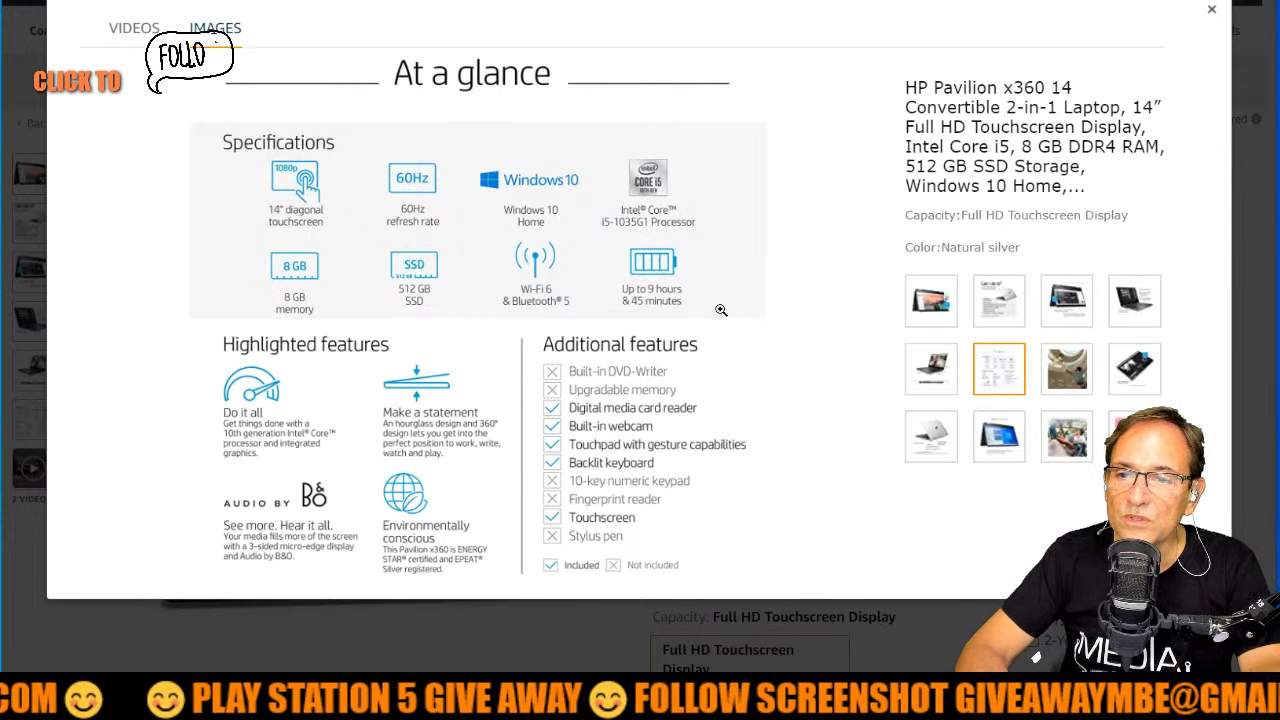 VIDEOS
IMAGES
CLICK TO
FOLLO
At a glance
Specifications
1080p
14" diagonal
touchscreen
60Hz
60Hz
refresh rate
Windows10
Windows 10
Home
intel
CORE i5
10TH GEN
Intel® Core™
i5-1035G1 Processor
8 GB
8 GB
memory
SSD
512 GB
SSD
Wi-Fi 6
& Bluetooth® 5
Up to 9 hours
& 45 minutes
Highlighted features
Do it all
Get things done with a
10th generation Intel® Core™
processor and integrated
graphics.
Make a statement
An hourglass design and 360°
design lets you get into the
perfect position to work, write,
watch and play.
AUDIO BY B&O
See more. Hear it all.
Your media fills more of the screen
with a 3-sided micro-edge display
and Audio by B&O.
Environmentally
conscious
This Pavilion x360 is ENERGY
STAR® certified and EPEAT®
Silver registered.
Additional features
Built-in DVD-Writer
Upgradable memory
Digital media card reader
Built-in webcam
Touchpad with gesture capabilities
Backlit keyboard
10-key numeric keypad
Fingerprint reader
Touchscreen
Stylus pen
Included
Not included
HP Pavilion x360 14
Convertible 2-in-1 Laptop, 14”
Full HD Touchscreen Display,
Intel Core i5, 8 GB DDR4 RAM,
512 GB SSD Storage,
Windows 10 Home,...
Capacity:Full HD Touchscreen Display
Color:Natural silver
2 VIDEO
Capacity: Full HD Touchscreen Display
Full HD Touchscreen
Display
2-Y
MEDIA
COM 😊 😊 PLAY STATION 5 GIVE AWAY 😊 FOLLOW SCREENSHOT GIVEAWAYMBE@GMAI